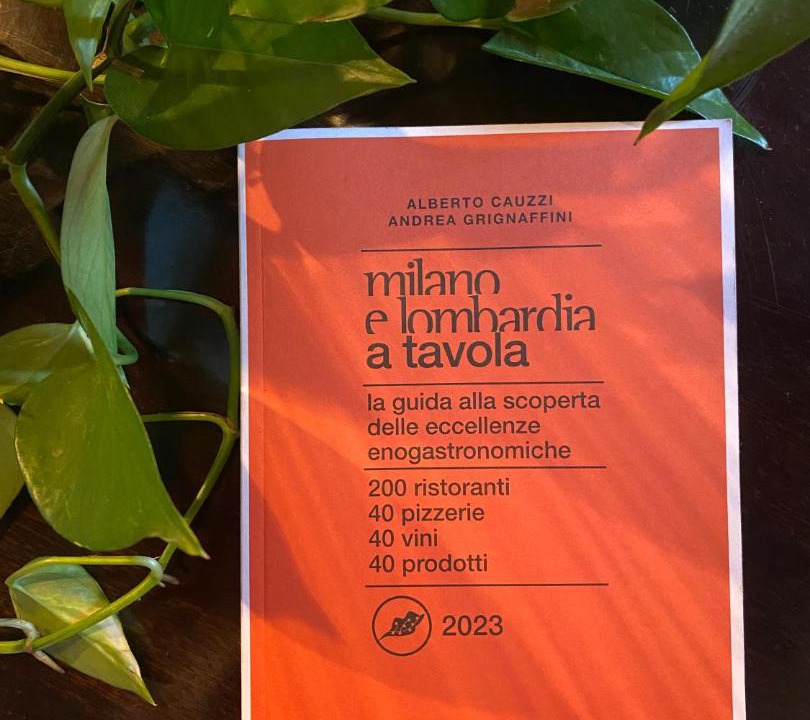 ALBERTO CAUZZI
ANDREA GRIGNAFFINI
milano
e lombardia
a tavola
la guida alla scoperta
delle eccellenze
enogastronomiche
200 ristoranti
40 pizzerie
40 vini
40 prodotti
2023